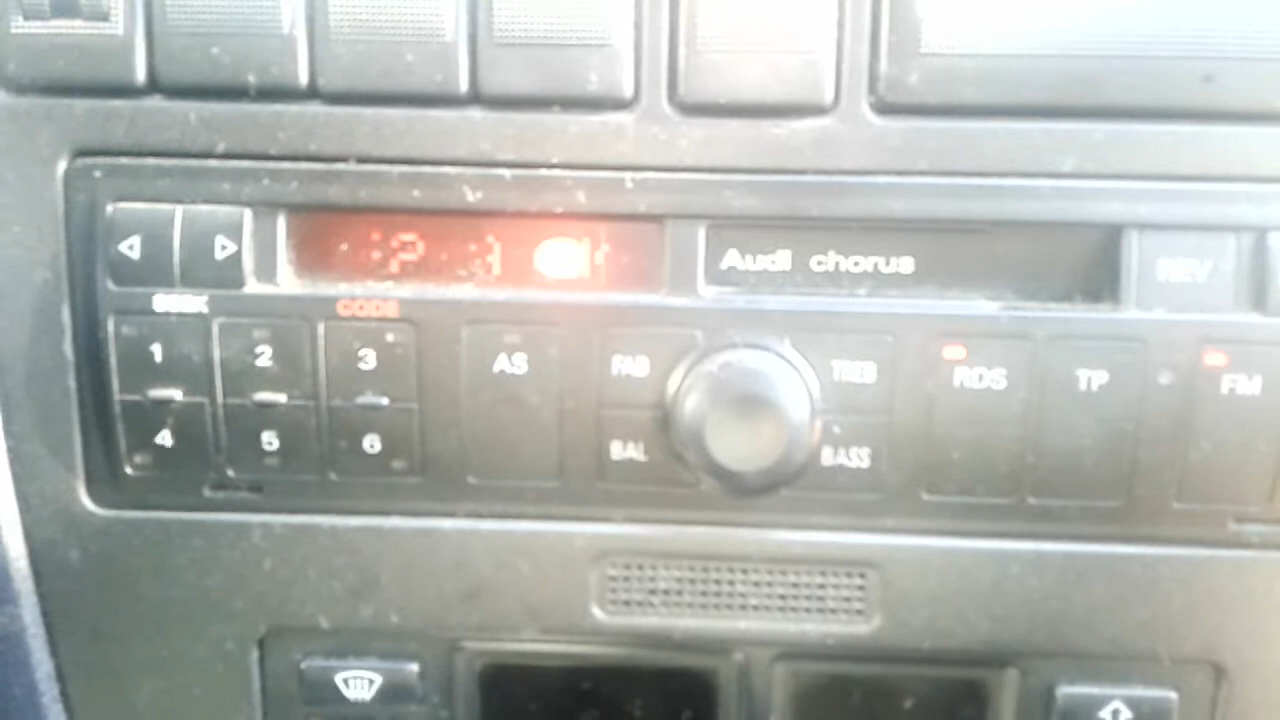 Audi chorus
REV
SEEK
CODE
1 2 3 AS FAD TREB RDS TP FM
4 5 6 BAL BASS